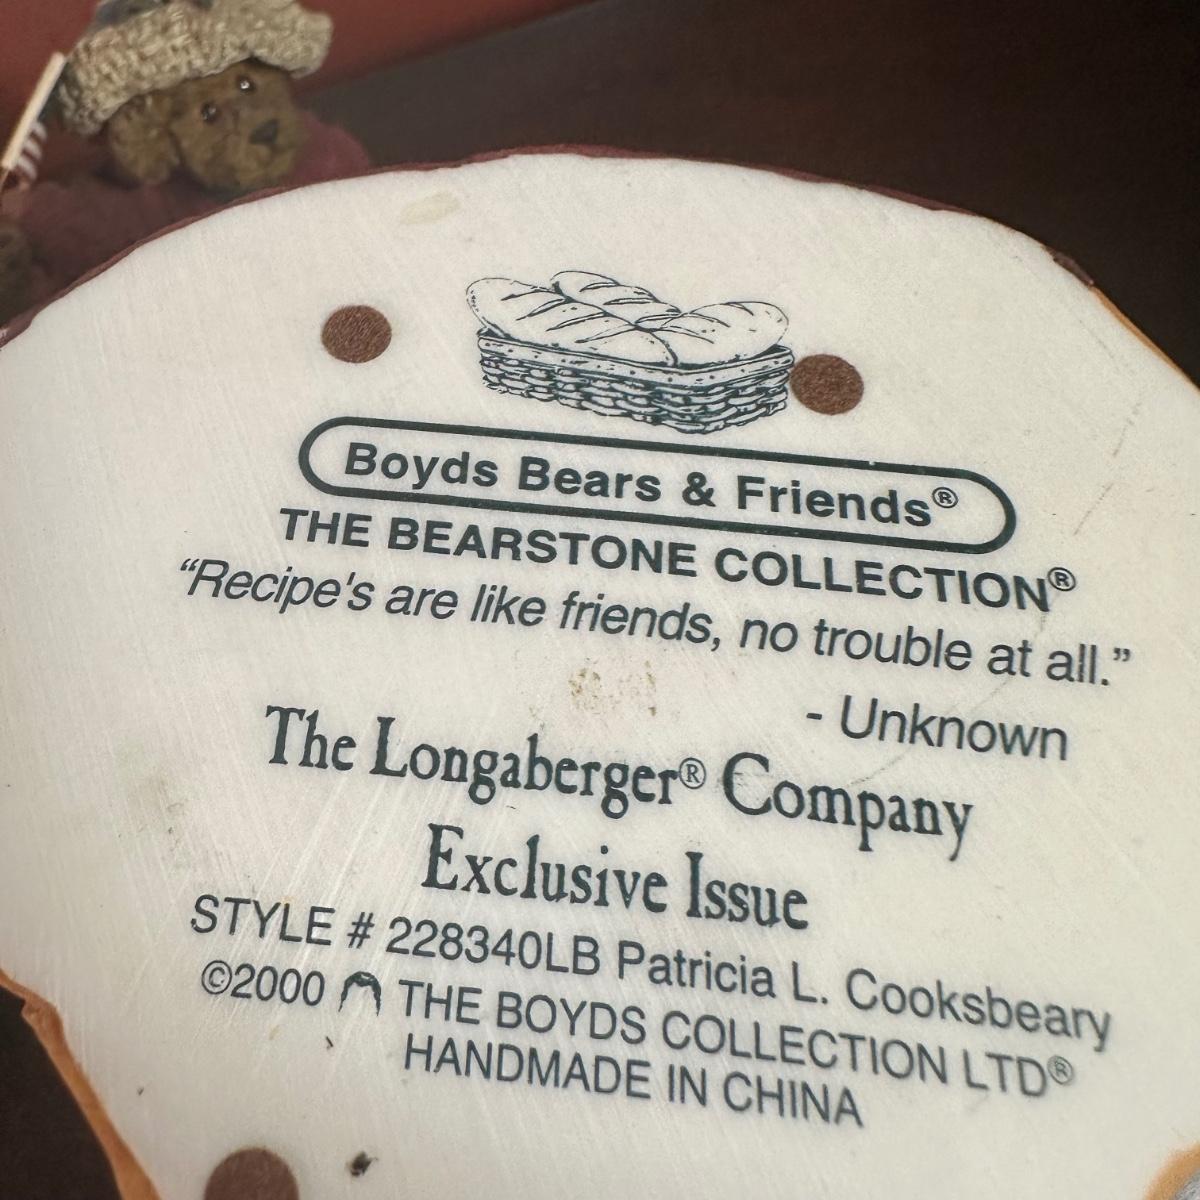 Boyds Bears & Friends®
THE BEARSTONE COLLECTION®
“Recipe's are like friends, no trouble at all.”
- Unknown
The Longaberger® Company
Exclusive Issue
STYLE # 228340LB Patricia L. Cooksbeary
©2000 THE BOYDS COLLECTION LTD®
HANDMADE IN CHINA